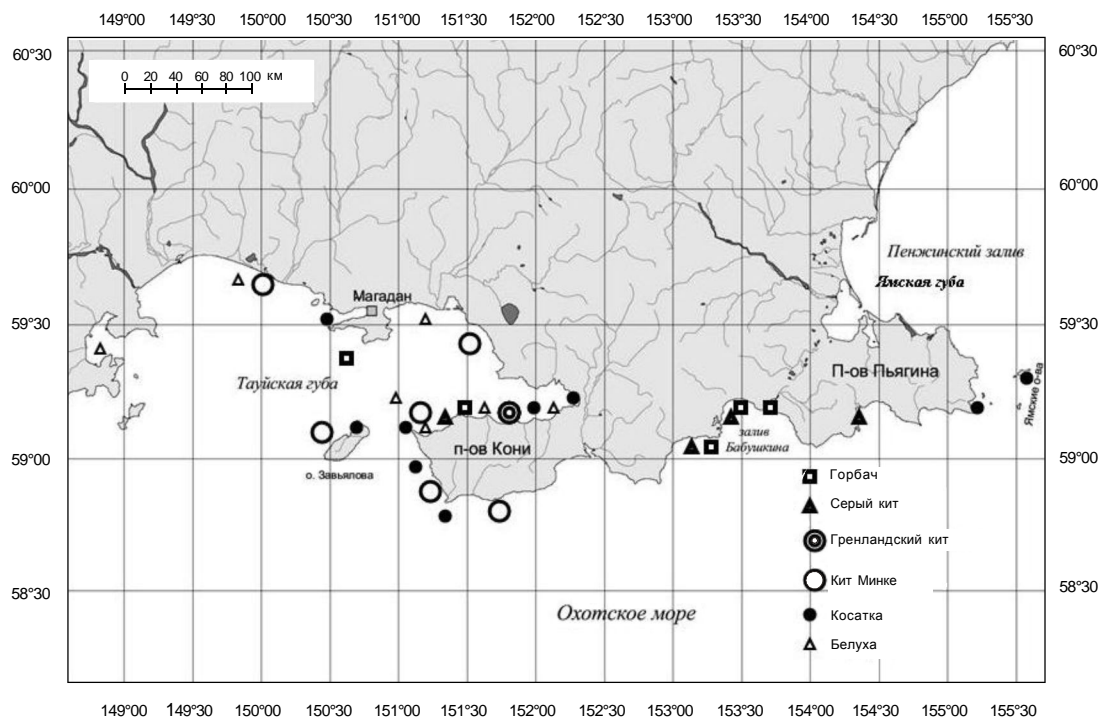 149°00 149°30 150°00 150°30 151°00 151°30 152°00 152°30 153°00 153°30 154°00 154°30 155°00 155°30
60°30 60°30
0 20 40 60 80 100 км
60°00 60°00
Пенжинский залив
Ямская губа
Магадан
59°30 59°30
П-ов Пьягина
Тауйская губа
Ямские о-ва
залив
Бабушкина
п-ов Кони
59°00 59°00
о. Завьялова
Горбач
Серый кит
Гренландский кит
Кит Минке
58°30 58°30
Охотское море
Косатка
Белуха
149°00 149°30 150°00 150°30 151°00 151°30 152°00 152°30 153°00 153°30 154°00 154°30 155°00 155°30